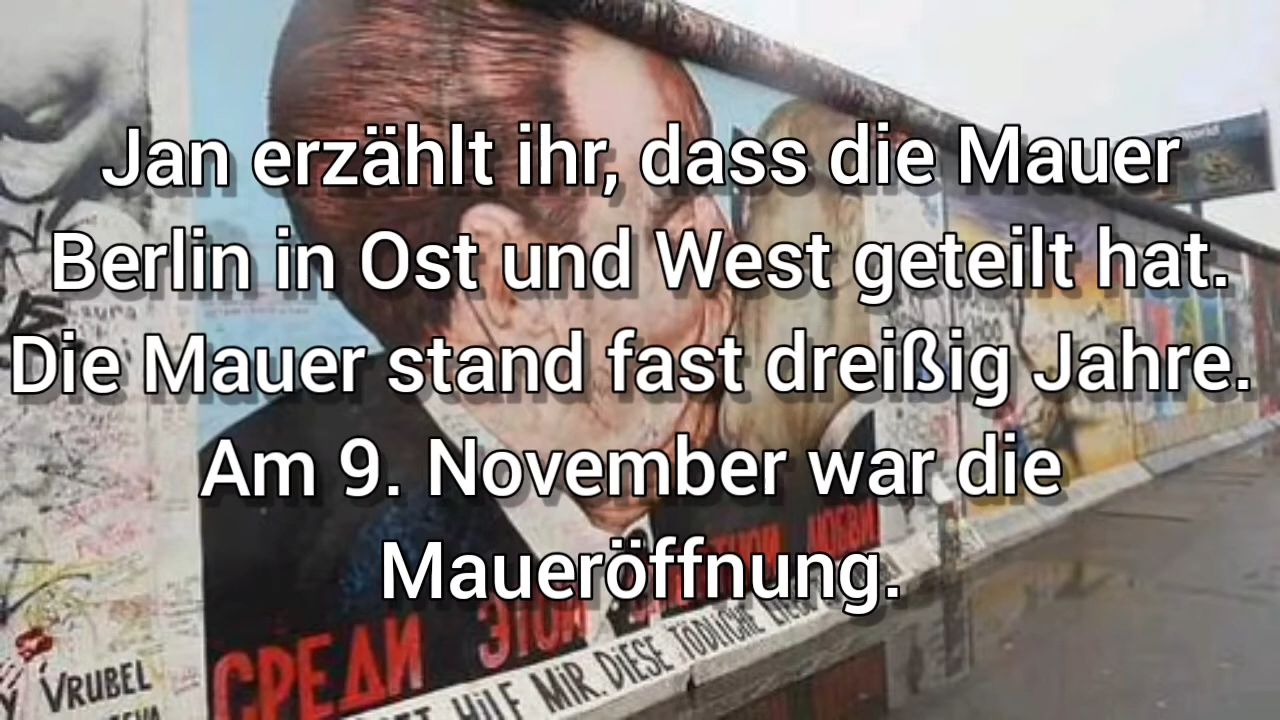 Jan erzählt ihr, dass die Mauer
Berlin in Ost und West geteilt hat.
Die Mauer stand fast dreißig Jahre.
Am 9. November war die
Maueröffnung.
СРЕДИ ЭТОЙ
HILF MIR. DIESE TÖDLICHE
VRUBEL